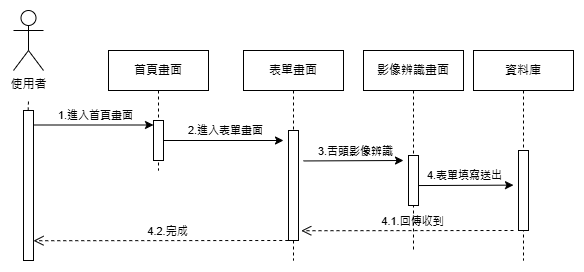 使用者
首頁畫面
表單畫面
影像辨識畫面
資料庫
1.進入首頁畫面
2.進入表單畫面
3.舌頭影像辨識
4.表單填寫送出
4.1.回傳收到
4.2.完成